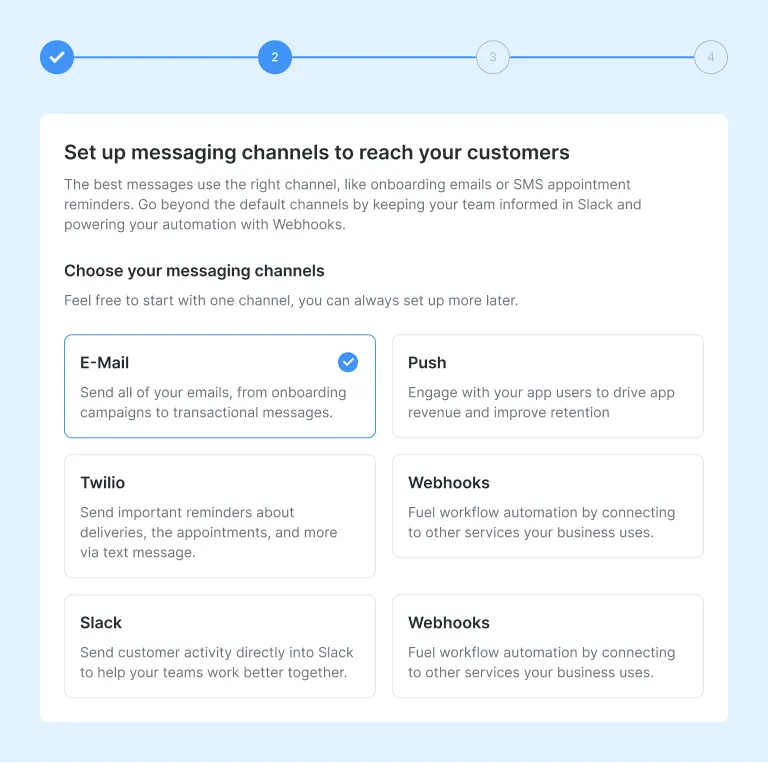 2
3
4
Set up messaging channels to reach your customers
The best messages use the right channel, like onboarding emails or SMS appointment
reminders. Go beyond the default channels by keeping your team informed in Slack and
powering your automation with Webhooks.
Choose your messaging channels
Feel free to start with one channel, you can always set up more later.
E-Mail
Send all of your emails, from onboarding
campaigns to transactional messages.
Push
Engage with your app users to drive app
revenue and improve retention
Twilio
Send important reminders about
deliveries, the appointments, and more
via text message.
Webhooks
Fuel workflow automation by connecting
to other services your business uses.
Slack
Send customer activity directly into Slack
to help your teams work better together.
Webhooks
Fuel workflow automation by connecting
to other services your business uses.